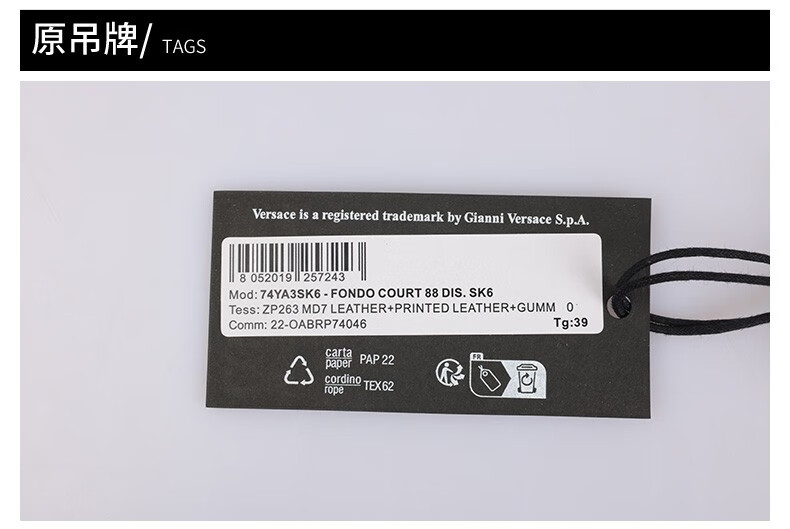 原吊牌/ TAGS
Versace is a registered trademark by Gianni Versace S.p.A.
8 052019 257243
Mod: 74YA3SK6 - FONDO COURT 88 DIS. SK6
Tess: ZP263 MD7 LEATHER+PRINTED LEATHER+GUMM 0
Comm: 22-OABRP74046 Tg:39
carta
paper PAP 22
cordino
rope TEX62
FR